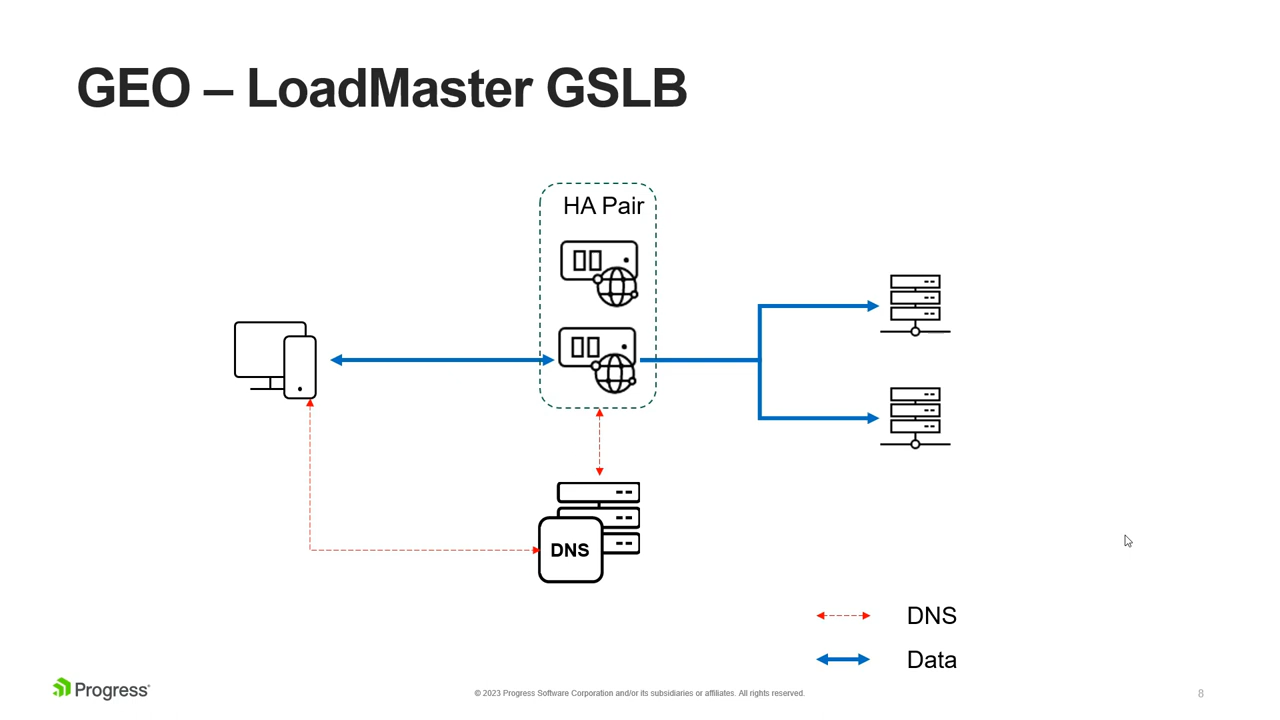 GEO – LoadMaster GSLB
HA Pair
DNS
DNS
Data
Progress®
© 2023 Progress Software Corporation and/or its subsidiaries or affiliates. All rights reserved.
8